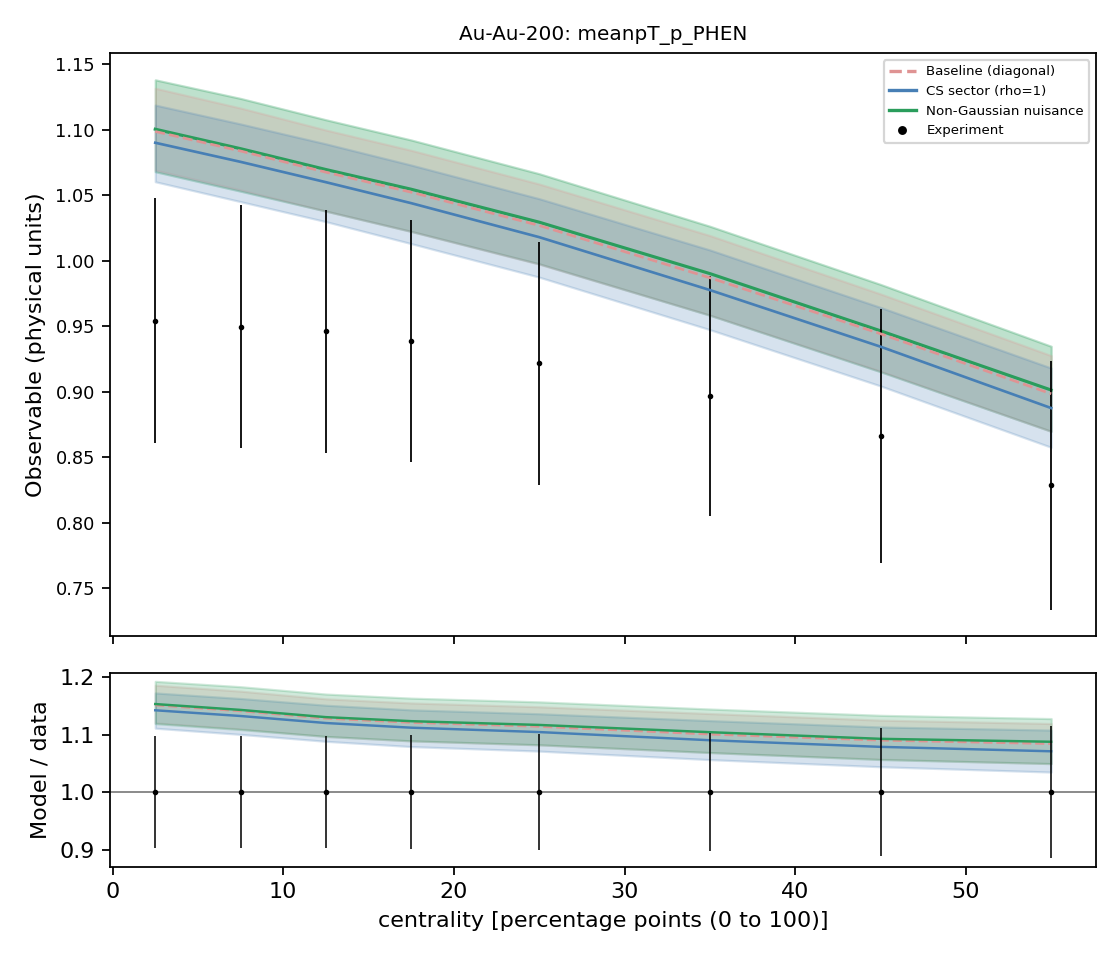 Au-Au-200: meanpT_p_PHEN
Observable (physical units)
1.15
1.10
1.05
1.00
0.95
0.90
0.85
0.80
0.75
Baseline (diagonal)
CS sector (rho=1)
Non-Gaussian nuisance
Experiment
Model / data
1.2
1.1
1.0
0.9
0 10 20 30 40 50
centrality [percentage points (0 to 100)]